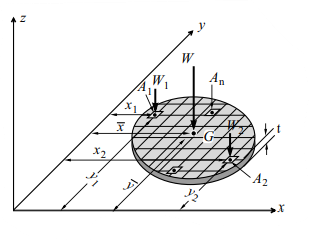 z
y
W
A₁ W₁
Aₙ
x₁
x̄
G
W₂
t
x₂
y₁
ȳ
y₂
A₂
x